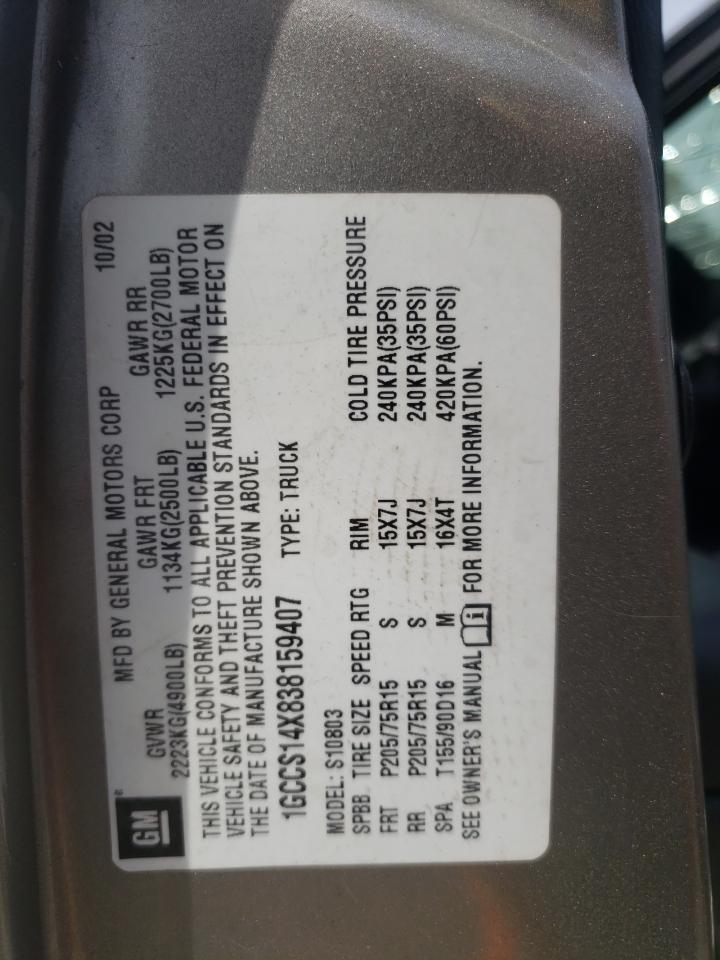 GM
MFD BY GENERAL MOTORS CORP 10/02
GVWR GAWR FRT GAWR RR
2223KG(4900LB) 1134KG(2500LB) 1225KG(2700LB)
THIS VEHICLE CONFORMS TO ALL APPLICABLE U.S. FEDERAL MOTOR
VEHICLE SAFETY AND THEFT PREVENTION STANDARDS IN EFFECT ON
THE DATE OF MANUFACTURE SHOWN ABOVE.
1GCCS14X838159407 TYPE: TRUCK
MODEL: S10803
SPBB TIRE SIZE SPEED RTG RIM COLD TIRE PRESSURE
FRT P205/75R15 S 15X7J 240KPA(35PSI)
RR P205/75R15 S 15X7J 240KPA(35PSI)
SPA T155/90D16 M 16X4T 420KPA(60PSI)
SEE OWNER'S MANUAL FOR MORE INFORMATION.